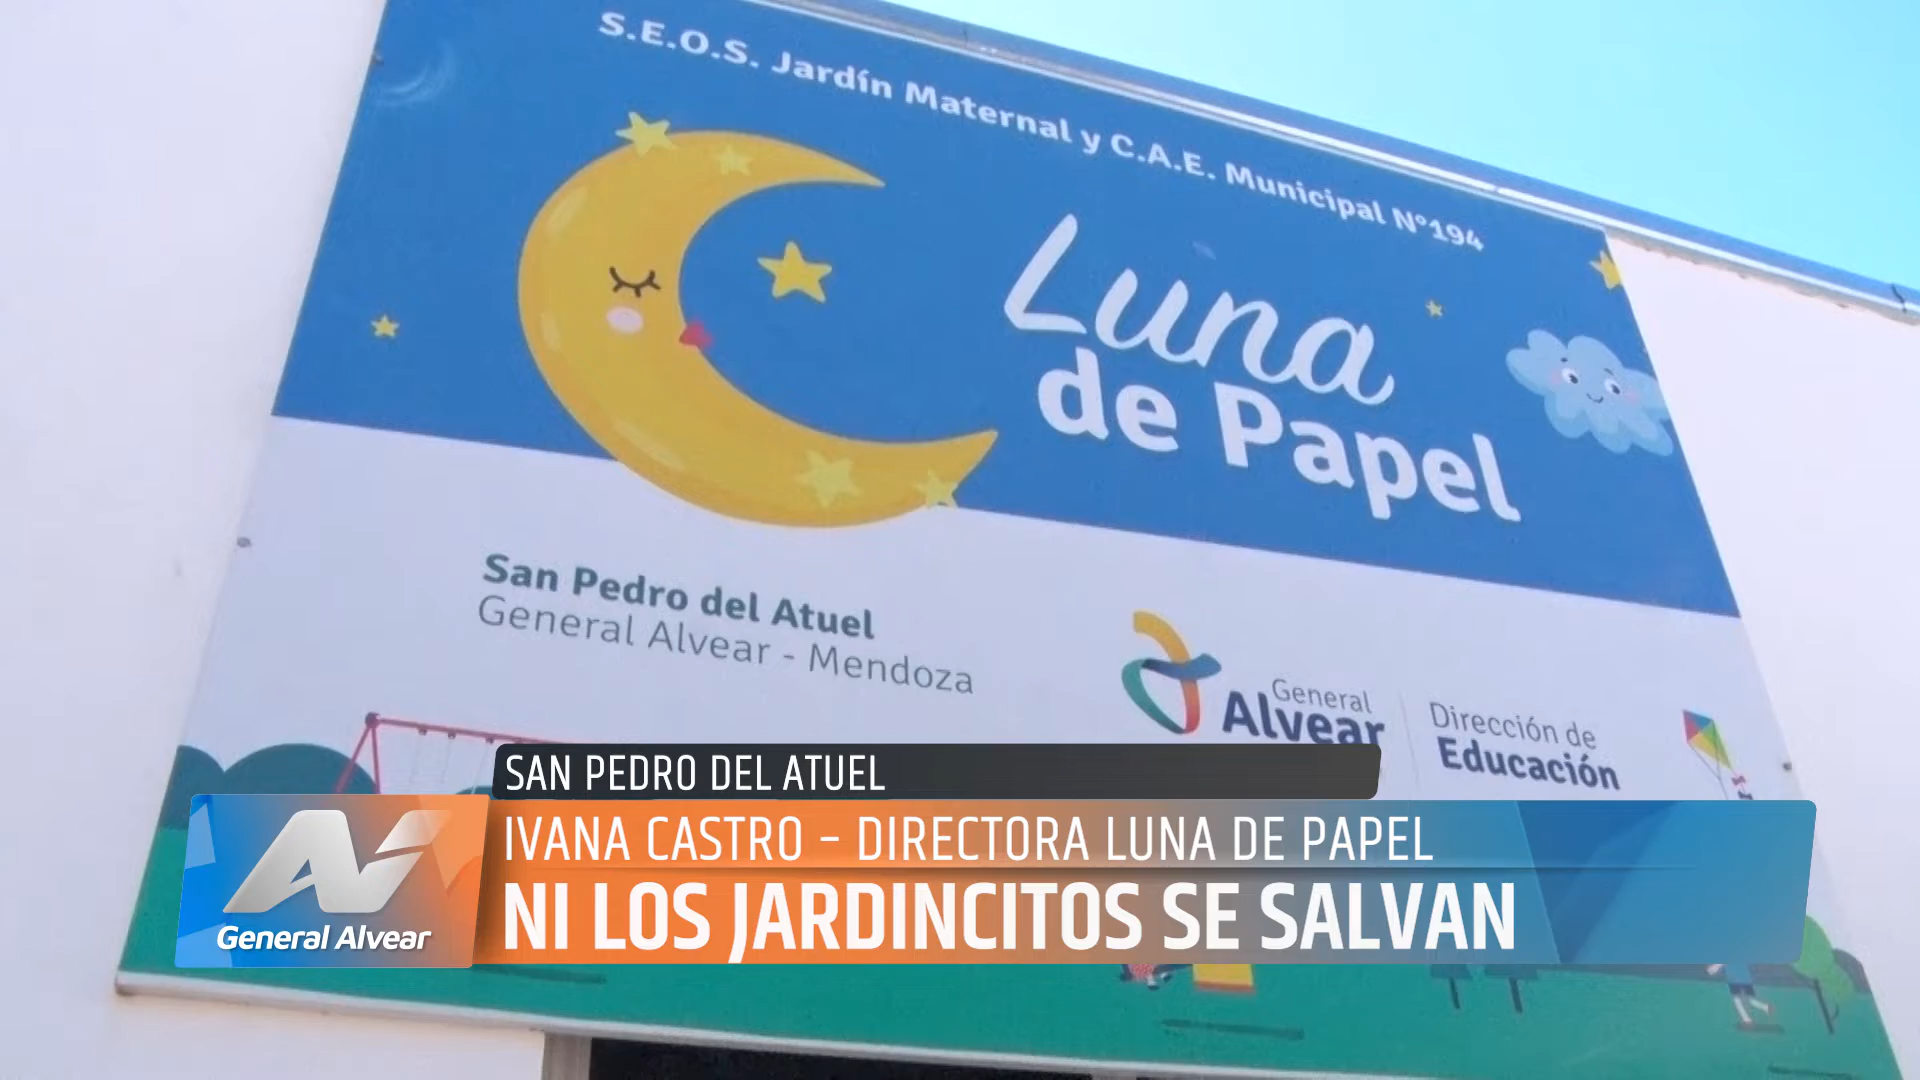 S.E.O.S. Jardín Maternal y C.A.E. Municipal N°194
Luna
de Papel
San Pedro del Atuel
General Alvear - Mendoza
General
Alvear
Dirección de
Educación
SAN PEDRO DEL ATUEL
IVANA CASTRO – DIRECTORA LUNA DE PAPEL
NI LOS JARDINCITOS SE SALVAN
General Alvear